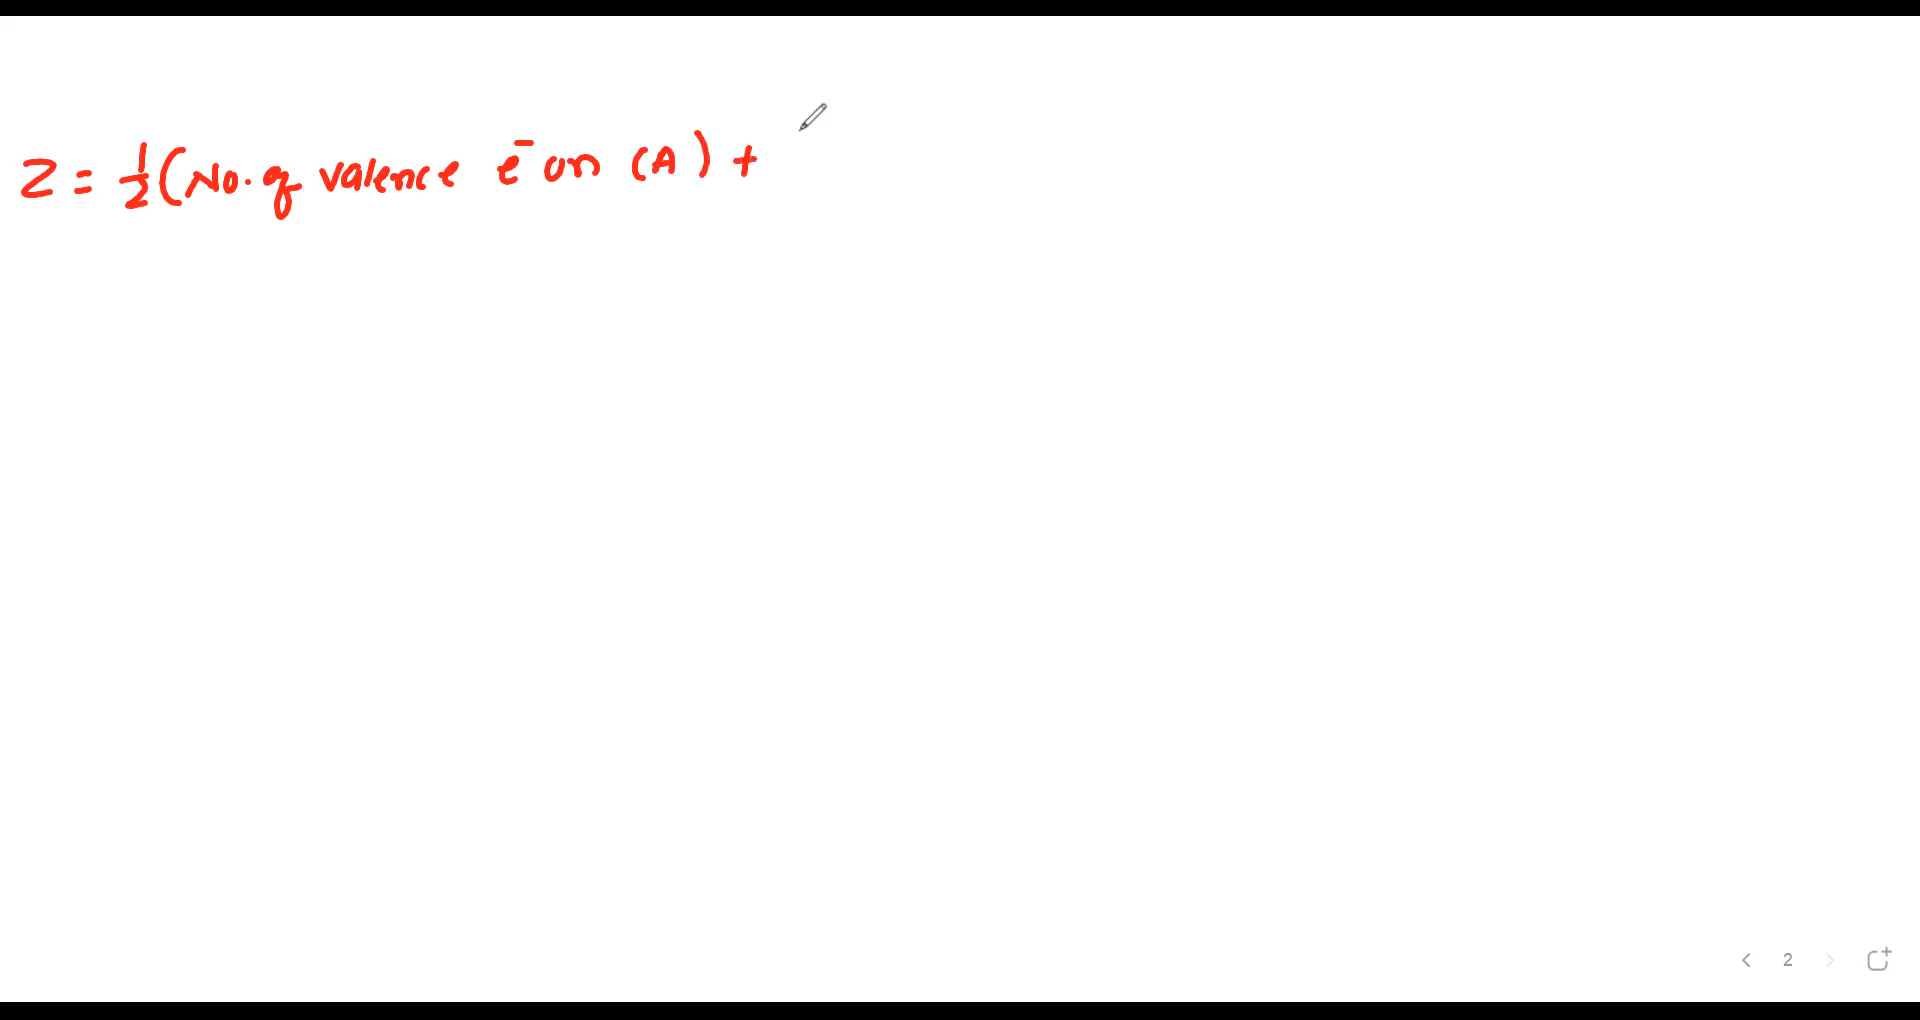 Z = 1/2 (No. of valence e⁻ on (A) ) +
2